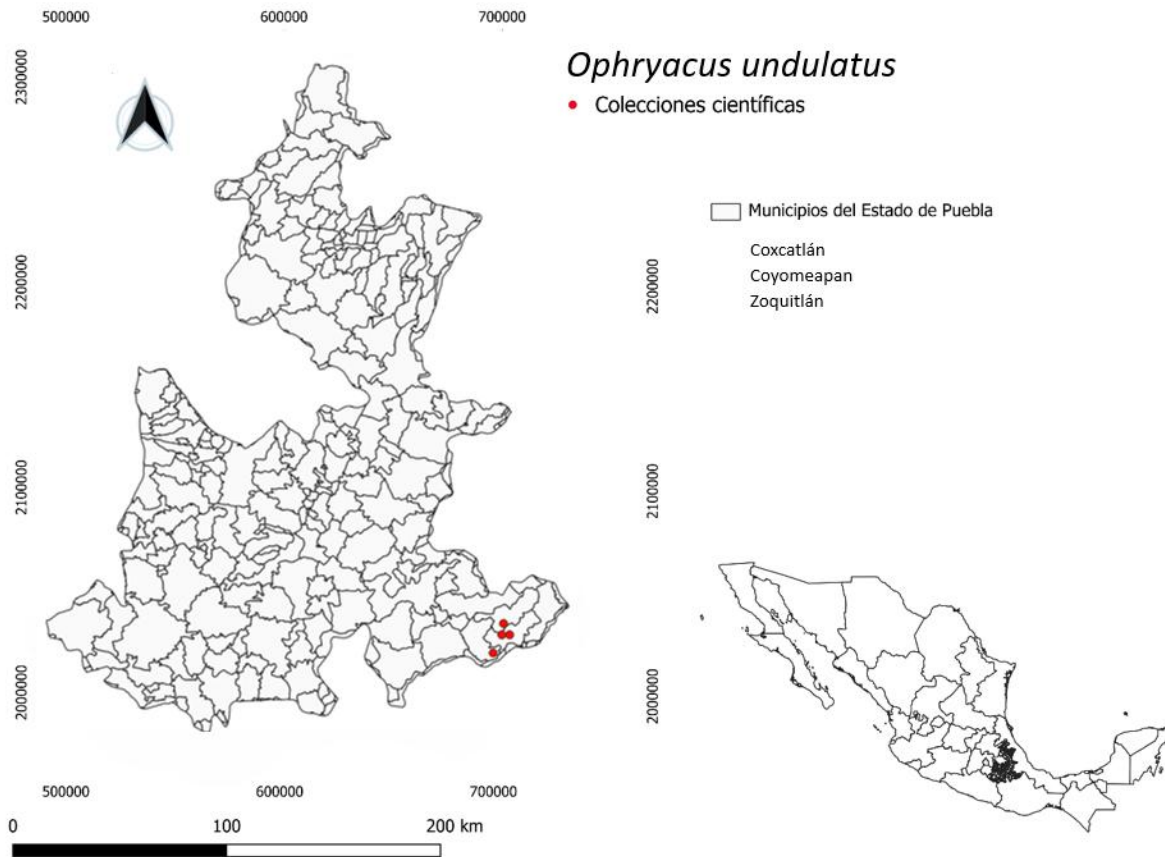 500000 600000 700000
2300000
Ophryacus undulatus
Colecciones científicas
Municipios del Estado de Puebla
Coxcatlán
Coyomeapan
Zoquitlán
2200000 2200000
2100000 2100000
2000000 2000000
500000 600000 700000
0 100 200 km